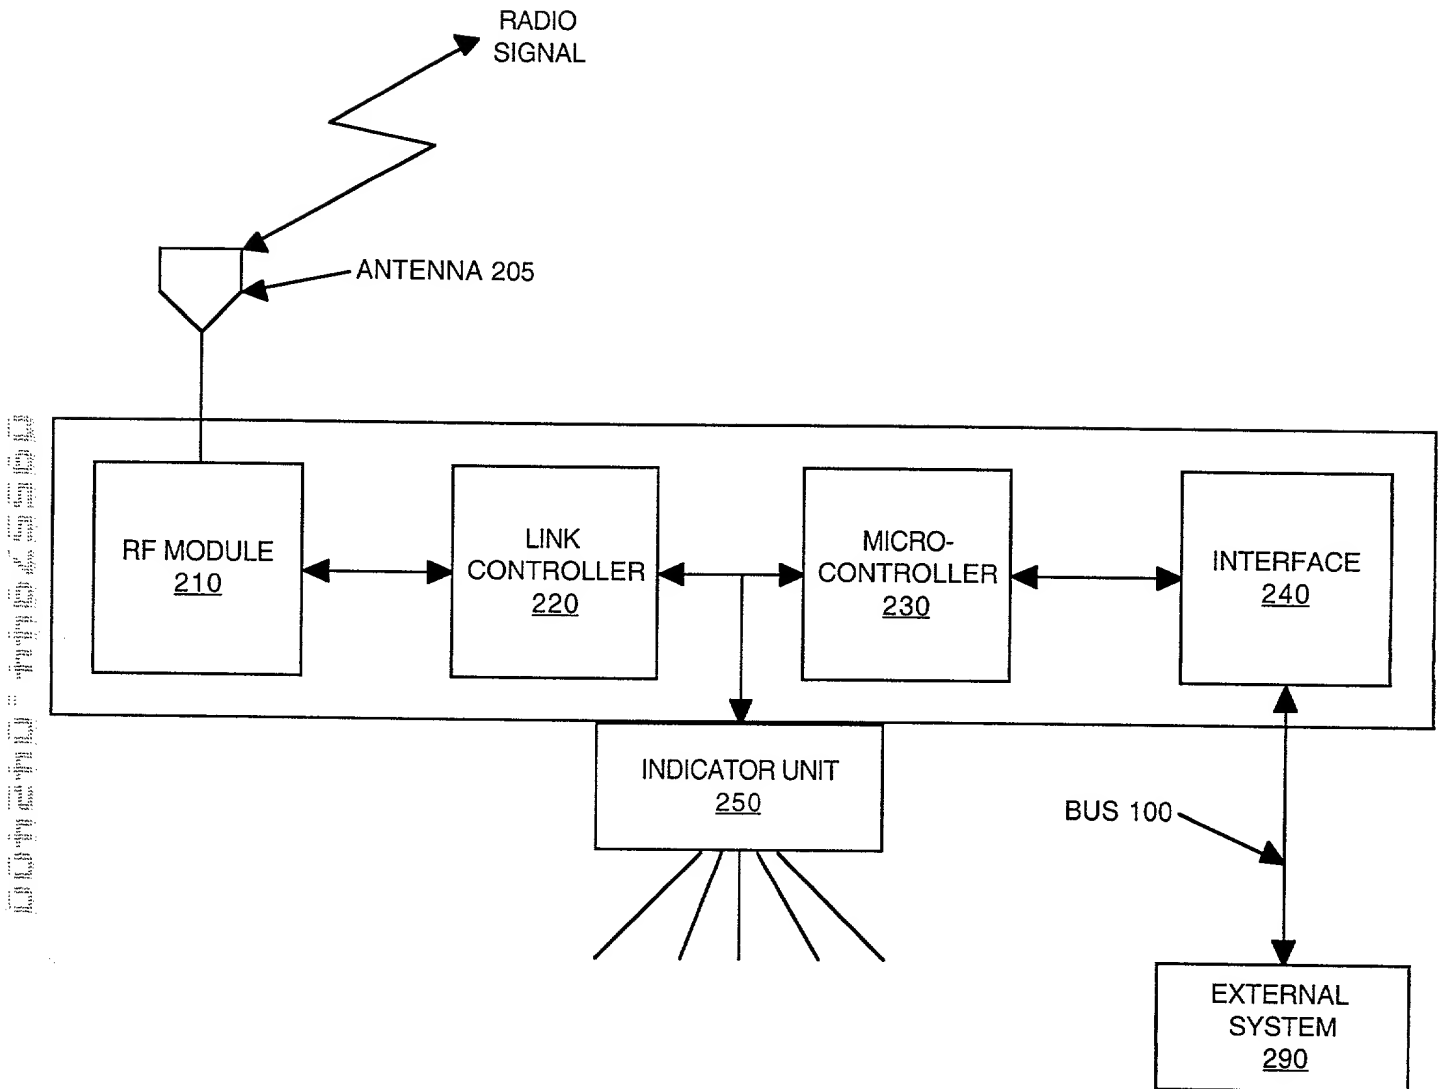 RADIO
SIGNAL
ANTENNA 205
RF MODULE
210
LINK
CONTROLLER
220
MICRO-
CONTROLLER
230
INTERFACE
240
INDICATOR UNIT
250
BUS 100
EXTERNAL
SYSTEM
290